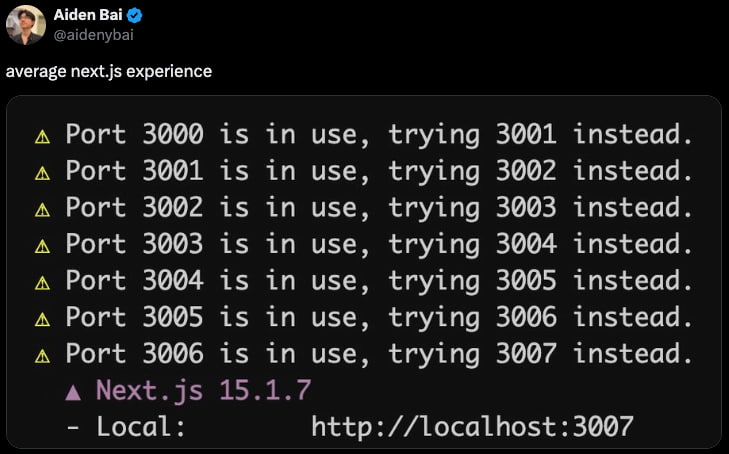 Aiden Bai
@aidenybai
average next.js experience
⚠ Port 3000 is in use, trying 3001 instead.
⚠ Port 3001 is in use, trying 3002 instead.
⚠ Port 3002 is in use, trying 3003 instead.
⚠ Port 3003 is in use, trying 3004 instead.
⚠ Port 3004 is in use, trying 3005 instead.
⚠ Port 3005 is in use, trying 3006 instead.
⚠ Port 3006 is in use, trying 3007 instead.
▲ Next.js 15.1.7
- Local: http://localhost:3007